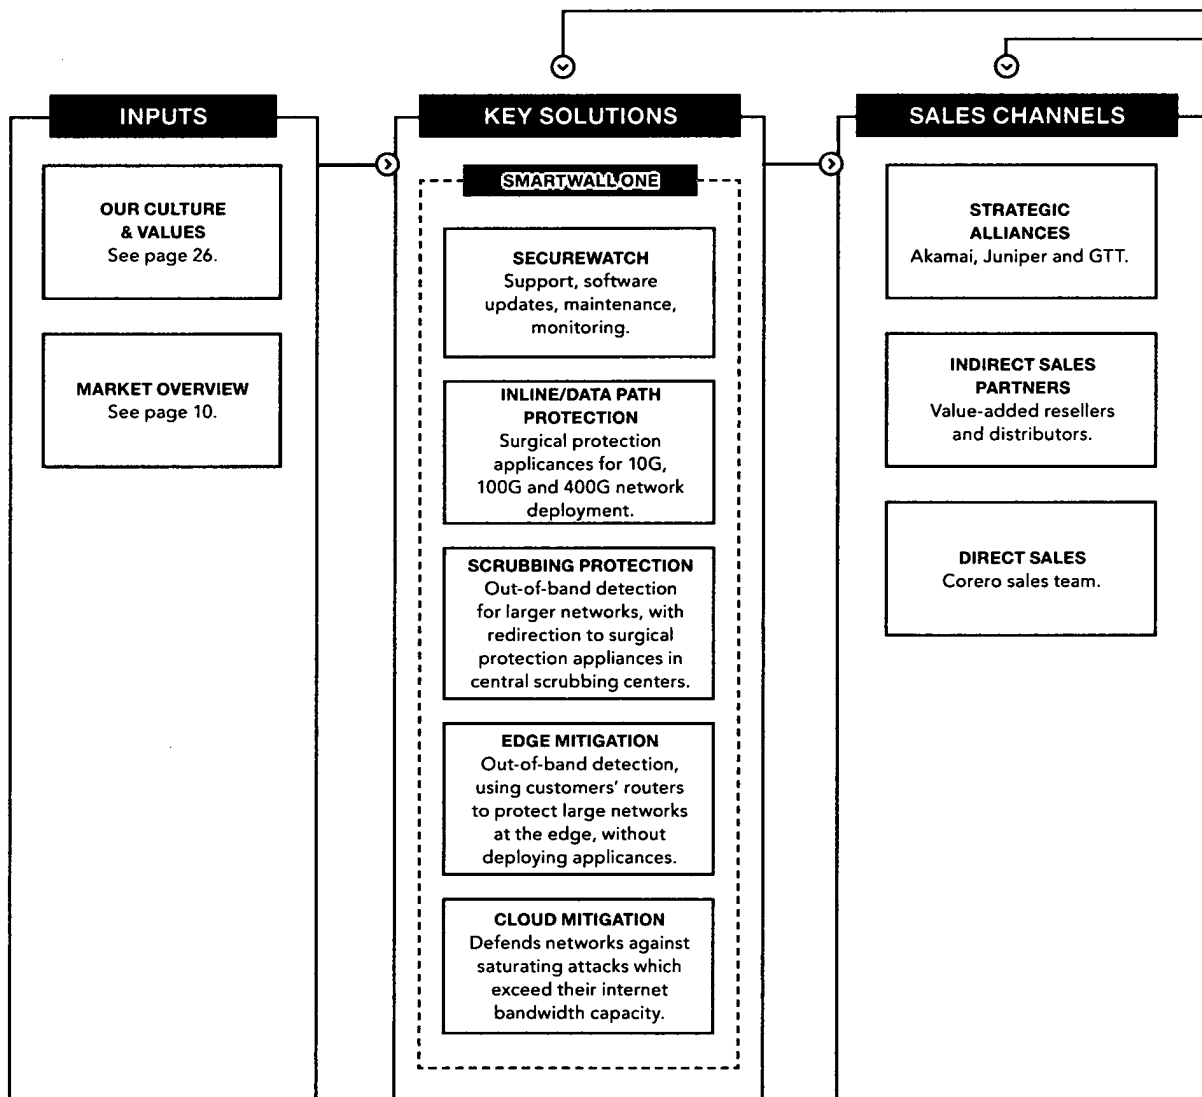 INPUTS
OUR CULTURE
& VALUES
See page 26.
MARKET OVERVIEW
See page 10.
KEY SOLUTIONS
SMARTWALL ONE
SECUREWATCH
Support, software
updates, maintenance,
monitoring.
INLINE/DATA PATH
PROTECTION
Surgical protection
applicances for 10G,
100G and 400G network
deployment.
SCRUBBING PROTECTION
Out-of-band detection
for larger networks, with
redirection to surgical
protection appliances in
central scrubbing centers.
EDGE MITIGATION
Out-of-band detection,
using customers’ routers
to protect large networks
at the edge, without
deploying applicances.
CLOUD MITIGATION
Defends networks against
saturating attacks which
exceed their internet
bandwidth capacity.
SALES CHANNELS
STRATEGIC
ALLIANCES
Akamai, Juniper and GTT.
INDIRECT SALES
PARTNERS
Value-added resellers
and distributors.
DIRECT SALES
Corero sales team.